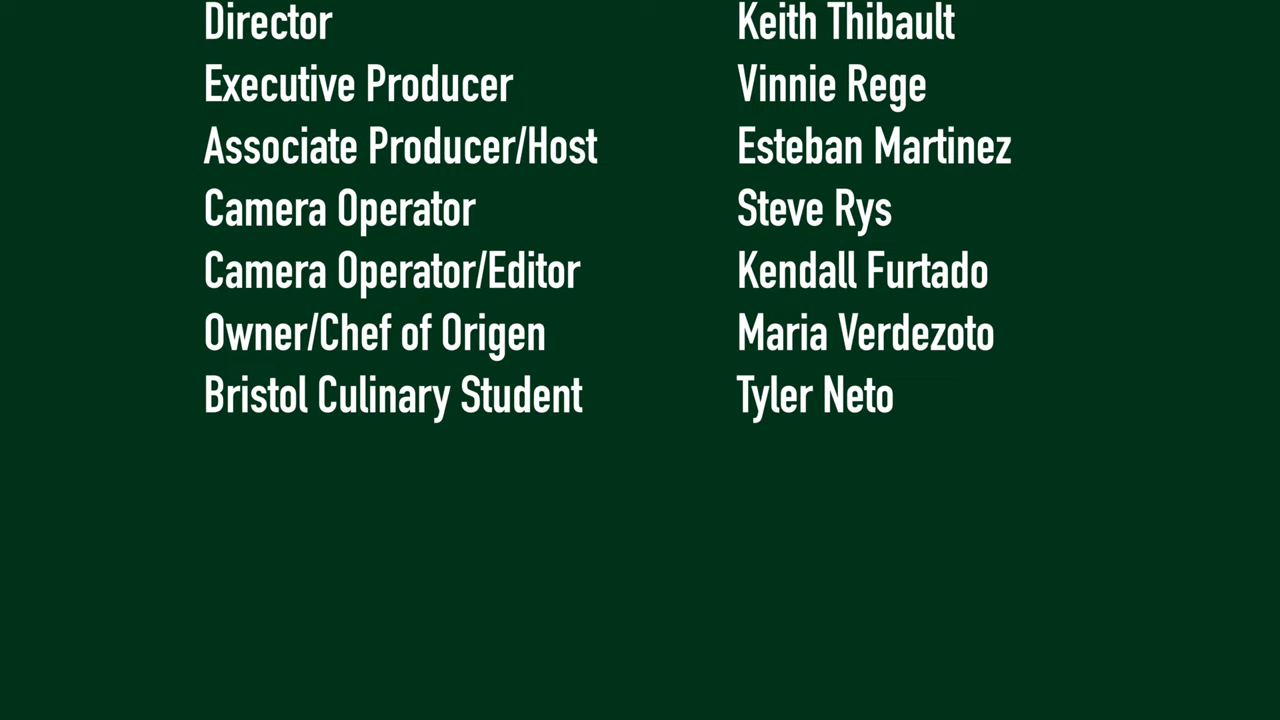 Director Keith Thibault
Executive Producer Vinnie Rege
Associate Producer/Host Esteban Martinez
Camera Operator Steve Rys
Camera Operator/Editor Kendall Furtado
Owner/Chef of Origen Maria Verdezoto
Bristol Culinary Student Tyler Neto